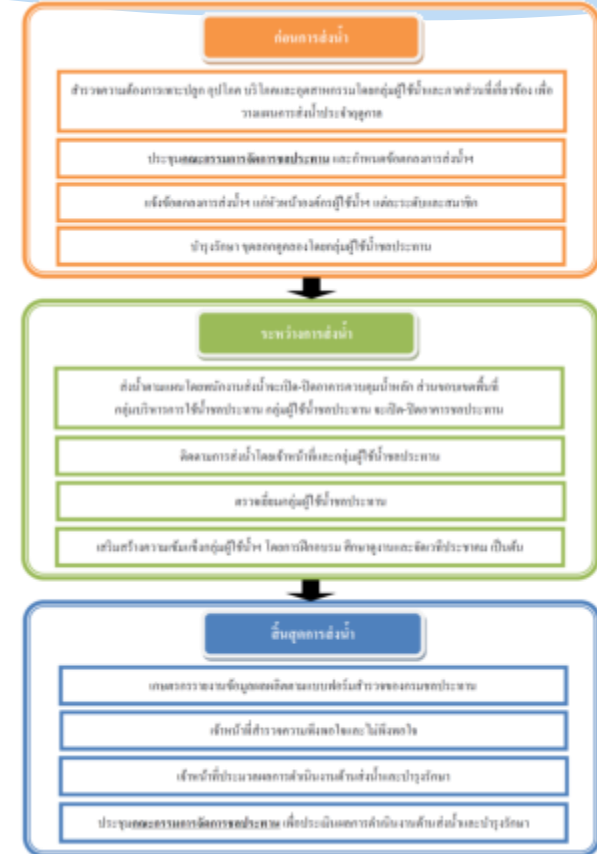 ก่อนการส่งน้ำ
สำรวจความต้องการเพาะปลูก อุปโภค บริโภคและอุตสาหกรรมโดยกลุ่มผู้ใช้น้ำและภาคส่วนที่เกี่ยวข้อง เพื่อ
วางแผนการส่งน้ำประจำฤดูกาล
ประชุมคณะกรรมการจัดการชลประทาน และกำหนดข้อตกลงการส่งน้ำฯ
แจ้งข้อตกลงการส่งน้ำฯ แก่หัวหน้าองค์กรผู้ใช้น้ำฯ แต่ละระดับและสมาชิก
บำรุงรักษา ขุดลอกคูคลองโดยกลุ่มผู้ใช้น้ำชลประทาน
ระหว่างการส่งน้ำ
ส่งน้ำตามแผนโดยพนักงานส่งน้ำจะเปิด-ปิดอาคารควบคุมน้ำหลัก ส่วนขอบเขตพื้นที่
กลุ่มบริหารการใช้น้ำชลประทาน กลุ่มผู้ใช้น้ำชลประทาน จะเปิด-ปิดอาคารชลประทาน
ติดตามการส่งน้ำโดยเจ้าหน้าที่และกลุ่มผู้ใช้น้ำชลประทาน
ตรวจเยี่ยมกลุ่มผู้ใช้น้ำชลประทาน
เสริมสร้างความเข้มแข็งกลุ่มผู้ใช้น้ำฯ โดยการฝึกอบรม ศึกษาดูงานและจัดเวทีประชาคม เป็นต้น
สิ้นสุดการส่งน้ำ
เกษตรกรรายงานข้อมูลผลผลิตตามแบบฟอร์มสำรวจของกรมชลประทาน
เจ้าหน้าที่สำรวจความพึงพอใจและไม่พึงพอใจ
เจ้าหน้าที่ประมวลผลการดำเนินงานด้านส่งน้ำและบำรุงรักษา
ประชุมคณะกรรมการจัดการชลประทาน เพื่อประเมินผลการดำเนินงานด้านส่งน้ำและบำรุงรักษา